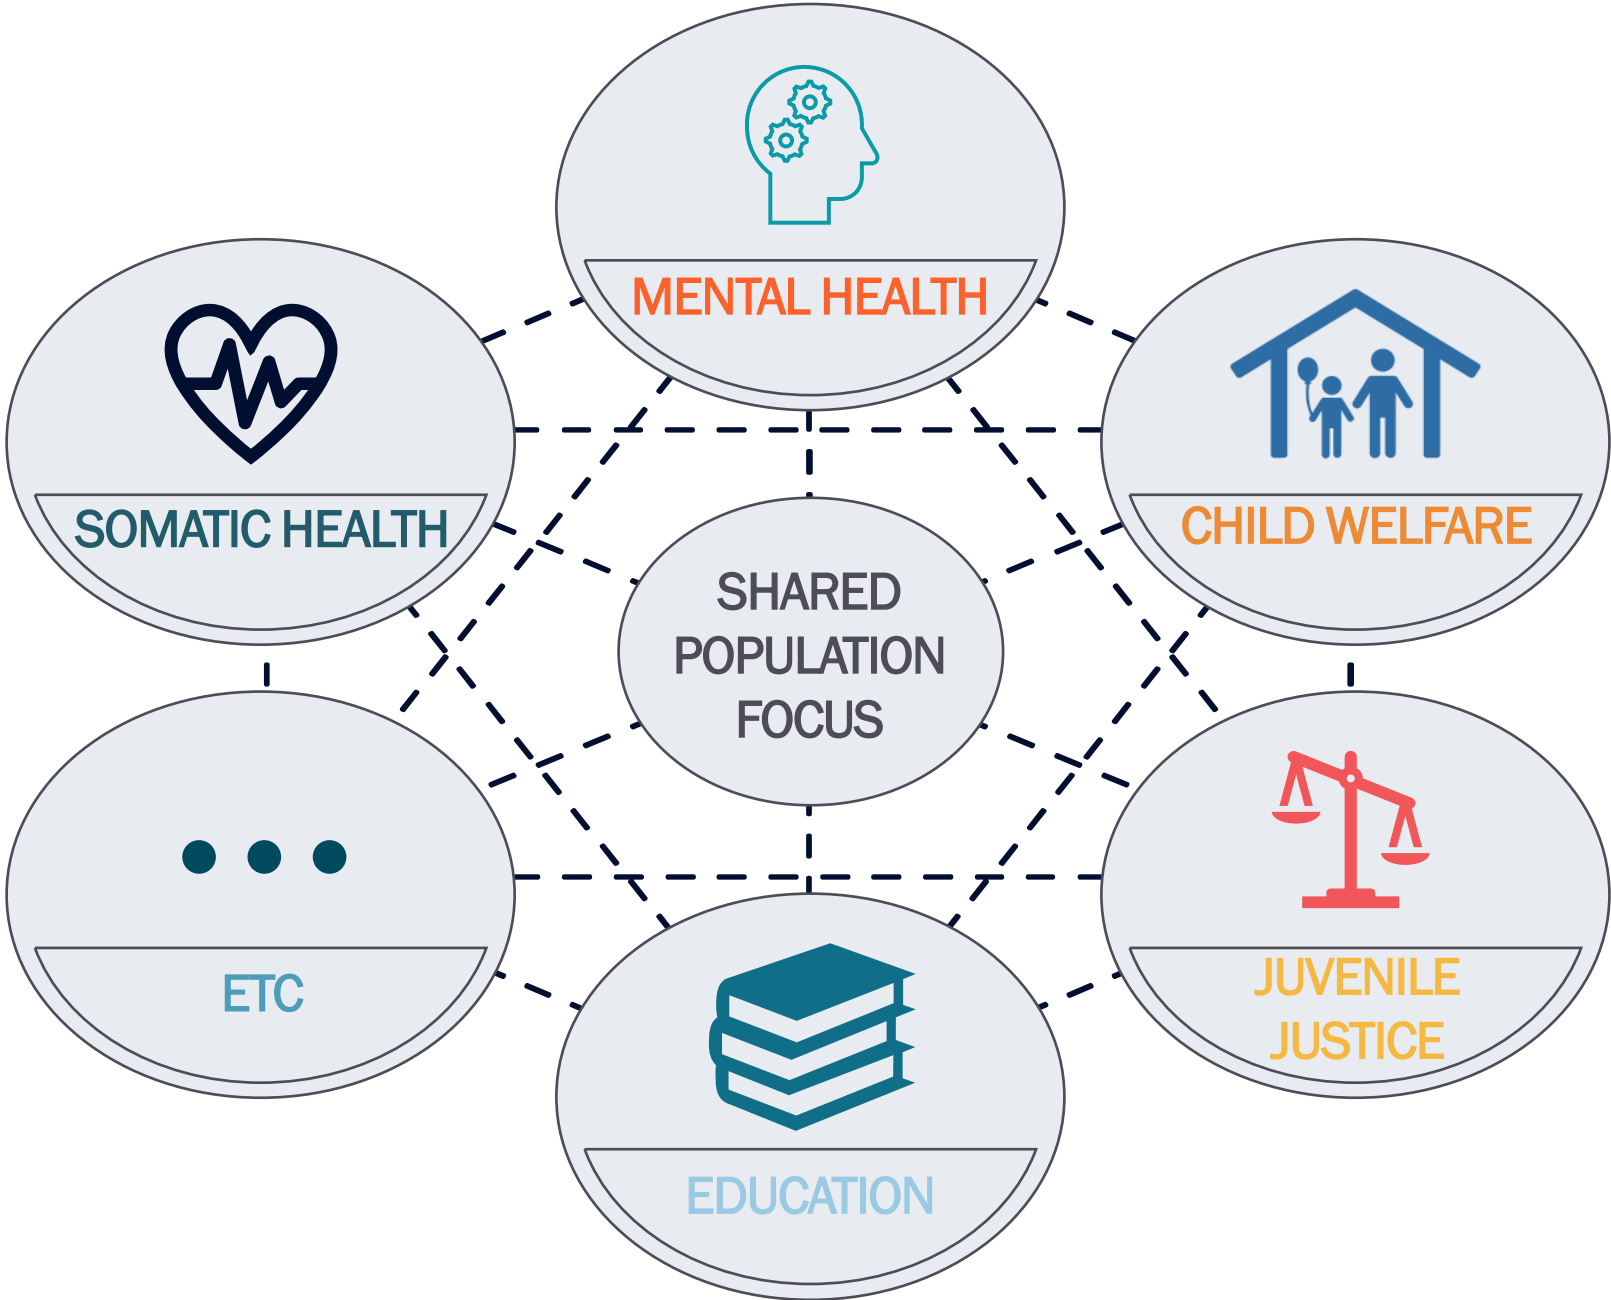 MENTAL HEALTH
SOMATIC HEALTH
CHILD WELFARE
SHARED
POPULATION
FOCUS
ETC
JUVENILE
JUSTICE
EDUCATION